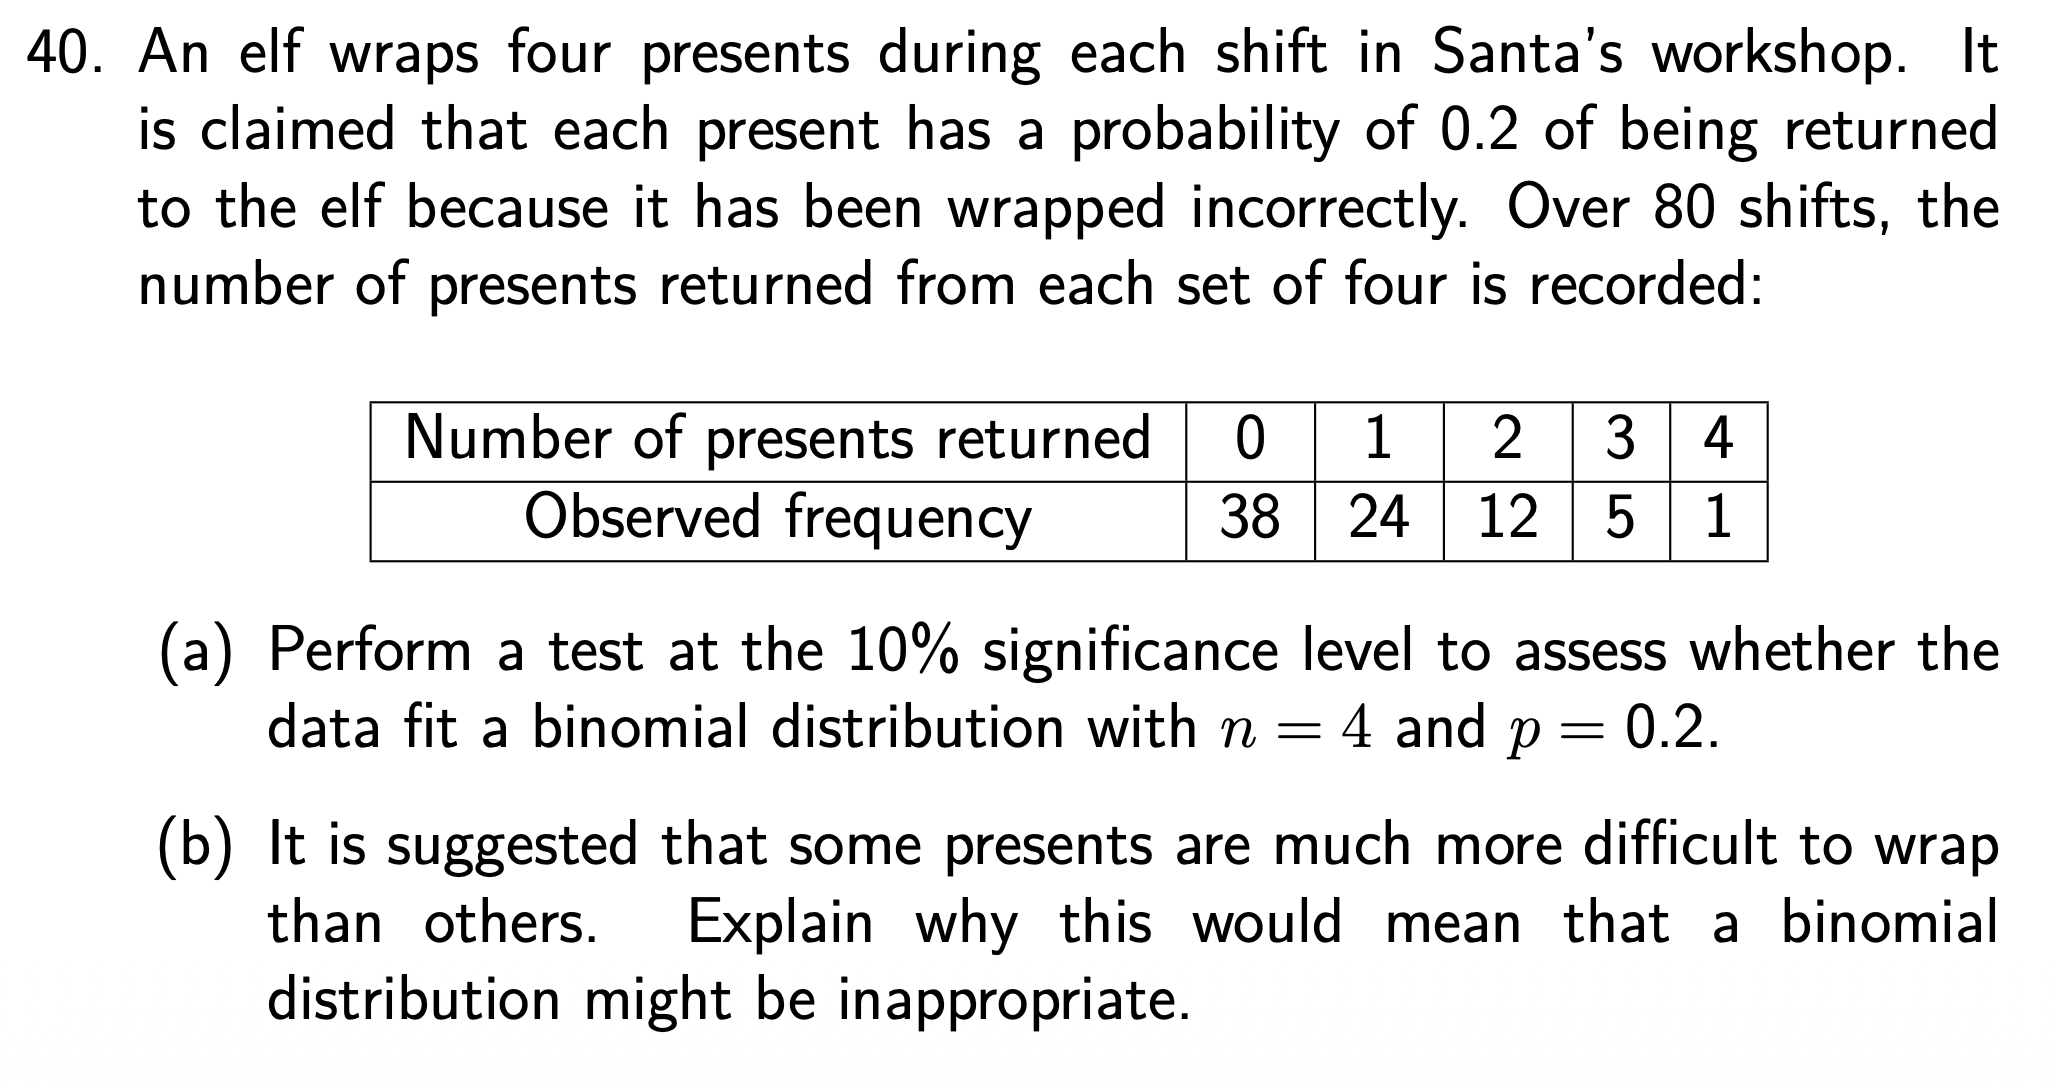 40. An elf wraps four presents during each shift in Santa's workshop. It
is claimed that each present has a probability of 0.2 of being returned
to the elf because it has been wrapped incorrectly. Over 80 shifts, the
number of presents returned from each set of four is recorded:
Number of presents returned 0 1 2 3 4
Observed frequency 38 24 12 5 1
(a) Perform a test at the 10% significance level to assess whether the
data fit a binomial distribution with n = 4 and p = 0.2.
(b) It is suggested that some presents are much more difficult to wrap
than others. Explain why this would mean that a binomial
distribution might be inappropriate.